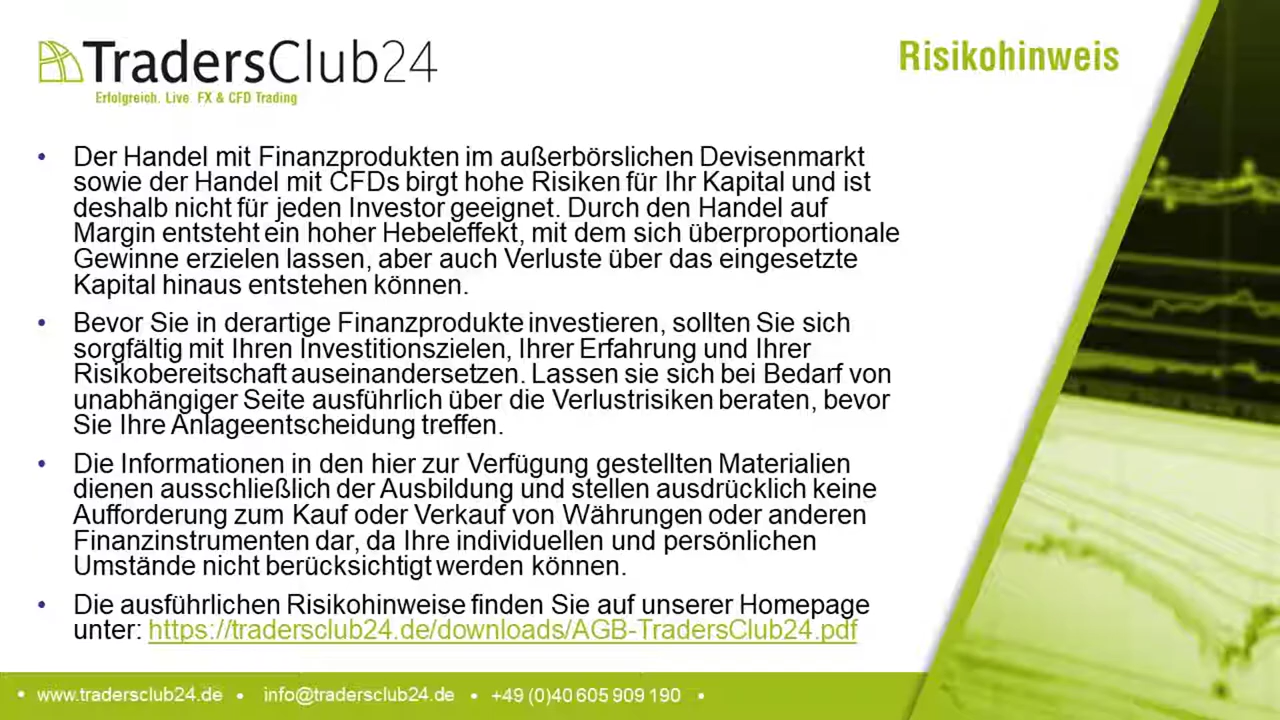 TradersClub24
Erfolgreich. Live. FX & CFD Trading
Risikohinweis
• Der Handel mit Finanzprodukten im außerbörslichen Devisenmarkt
sowie der Handel mit CFDs birgt hohe Risiken für Ihr Kapital und ist
deshalb nicht für jeden Investor geeignet. Durch den Handel auf
Margin entsteht ein hoher Hebeleffekt, mit dem sich überproportionale
Gewinne erzielen lassen, aber auch Verluste über das eingesetzte
Kapital hinaus entstehen können.
• Bevor Sie in derartige Finanzprodukte investieren, sollten Sie sich
sorgfältig mit Ihren Investitionszielen, Ihrer Erfahrung und Ihrer
Risikobereitschaft auseinandersetzen. Lassen sie sich bei Bedarf von
unabhängiger Seite ausführlich über die Verlustrisiken beraten, bevor
Sie Ihre Anlageentscheidung treffen.
• Die Informationen in den hier zur Verfügung gestellten Materialien
dienen ausschließlich der Ausbildung und stellen ausdrücklich keine
Aufforderung zum Kauf oder Verkauf von Währungen oder anderen
Finanzinstrumenten dar, da Ihre individuellen und persönlichen
Umstände nicht berücksichtigt werden können.
• Die ausführlichen Risikohinweise finden Sie auf unserer Homepage
unter: https://tradersclub24.de/downloads/AGB-TradersClub24.pdf
• www.tradersclub24.de • info@tradersclub24.de • +49 (0)40 605 909 190 •